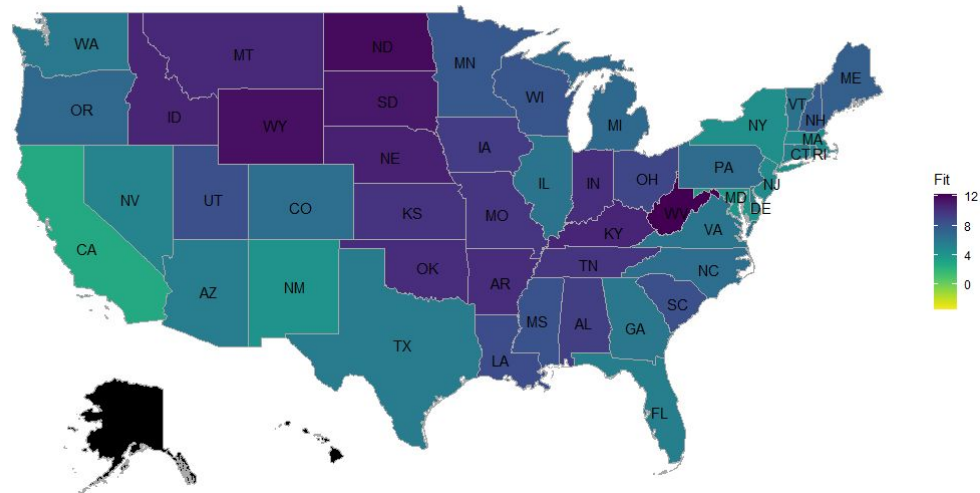 WA
MT
ND
MN
ME
OR
ID
WY
SD
WI
MI
VT
NH
NY
MA
CT RI
NE
IA
IL
IN
OH
PA
NJ
MD
DE
NV
UT
CO
KS
MO
KY
WV
VA
CA
AZ
NM
OK
AR
TN
NC
SC
TX
LA
MS
AL
GA
FL
Fit
12
8
4
0